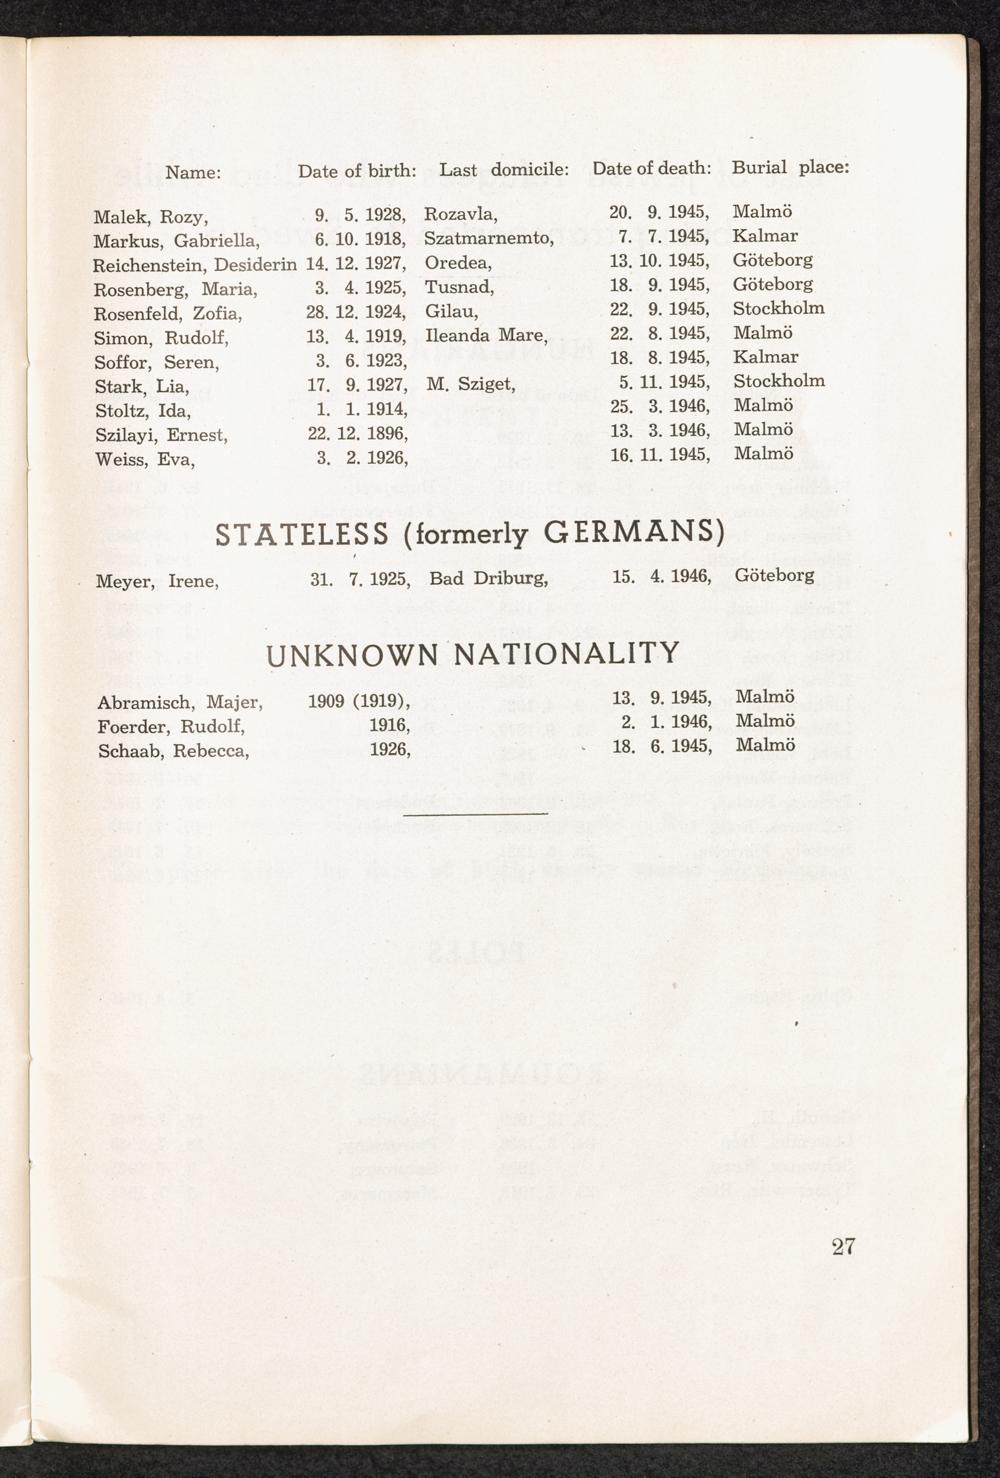 Name: Date of birth: Last domicile: Date of death: Burial place:
Malek, Rozy, 9. 5. 1928, Rozavla, 20. 9. 1945, Malmö
Markus, Gabriella, 6. 10. 1918, Szatmarnemto, 7. 7. 1945, Kalmar
Reichenstein, Desiderin 14. 12. 1927, Oredea, 13. 10. 1945, Göteborg
Rosenberg, Maria, 3. 4. 1925, Tusnad, 18. 9. 1945, Göteborg
Rosenfeld, Zofia, 28. 12. 1924, Gilau, 22. 9. 1945, Stockholm
Simon, Rudolf, 13. 4. 1919, Ileanda Mare, 22. 8. 1945, Malmö
Soffor, Seren, 3. 6. 1923, 18. 8. 1945, Kalmar
Stark, Lia, 17. 9. 1927, M. Sziget, 5. 11. 1945, Stockholm
Stoltz, Ida, 1. 1. 1914, 25. 3. 1946, Malmö
Szilayi, Ernest, 22. 12. 1896, 13. 3. 1946, Malmö
Weiss, Eva, 3. 2. 1926, 16. 11. 1945, Malmö
STATELESS (formerly GERMANS)
Meyer, Irene, 31. 7. 1925, Bad Driburg, 15. 4. 1946, Göteborg
UNKNOWN NATIONALITY
Abramisch, Majer, 1909 (1919), 13. 9. 1945, Malmö
Foerder, Rudolf, 1916, 2. 1. 1946, Malmö
Schaab, Rebecca, 1926, 18. 6. 1945, Malmö
27